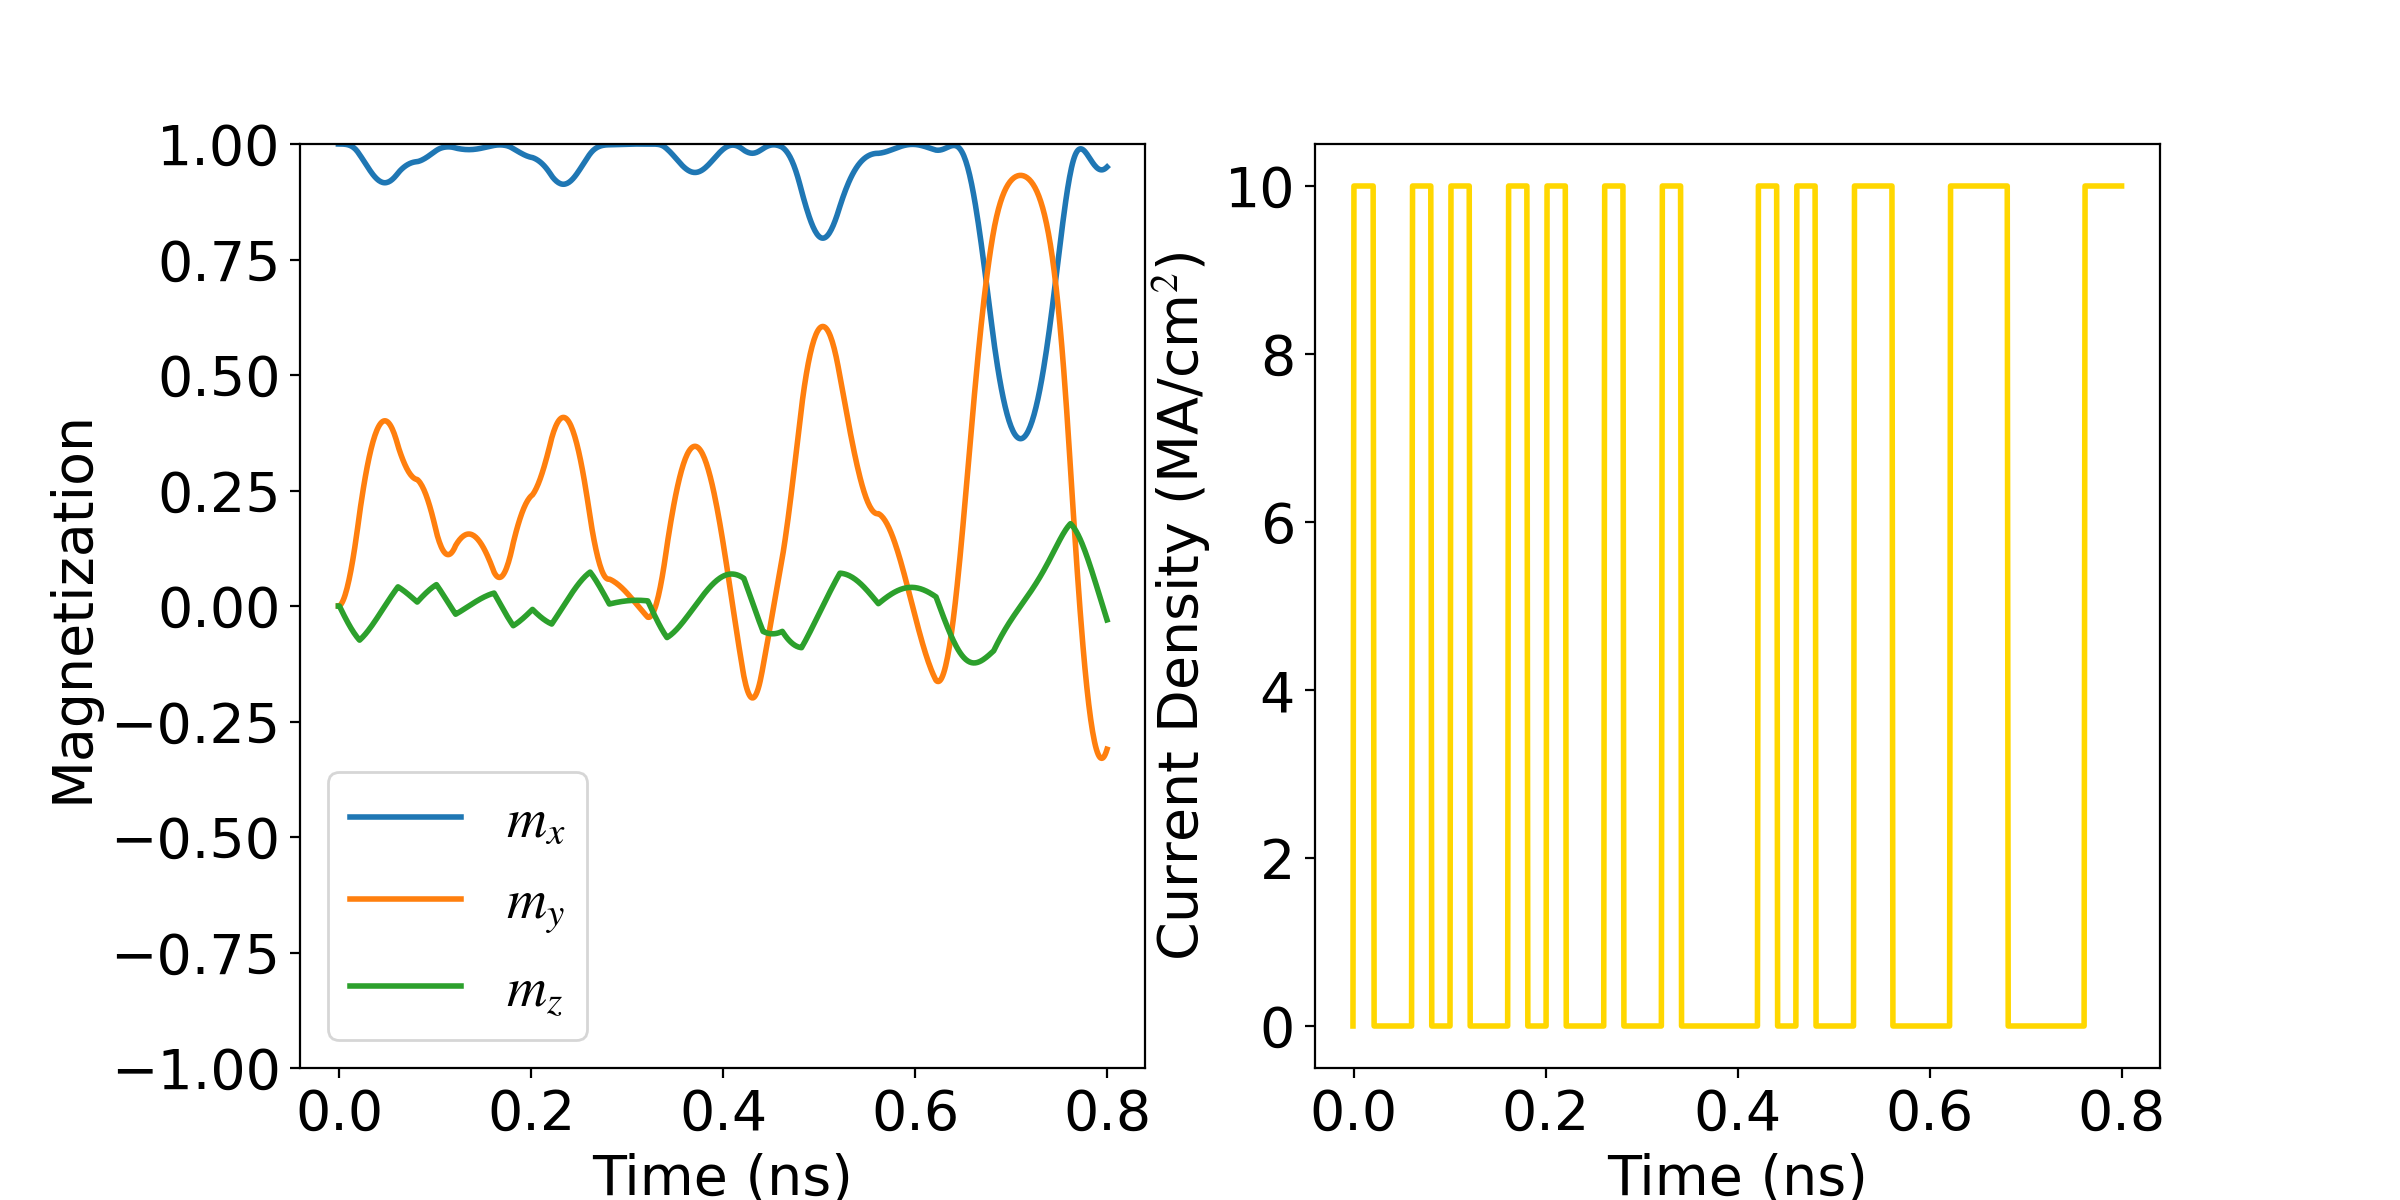 Magnetization
1.00
0.75
0.50
0.25
0.00
−0.25
−0.50
−0.75
−1.00
m_x
m_y
m_z
0.0 0.2 0.4 0.6 0.8
Time (ns)
Current Density (MA/cm²)
10
8
6
4
2
0
0.0 0.2 0.4 0.6 0.8
Time (ns)